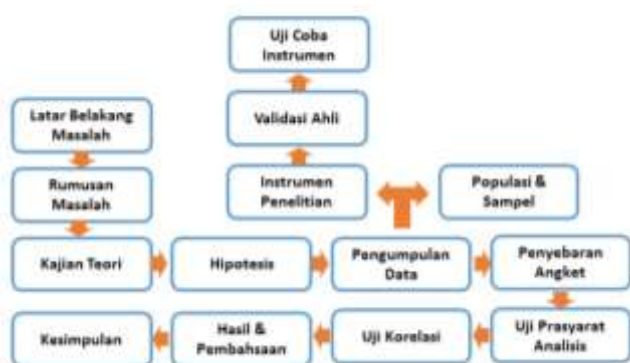 Uji Coba
Instrumen
Latar Belakang
Masalah
Validasi Ahli
Rumusan
Masalah
Instrumen
Penelitian
Populasi &
Sampel
Kajian Teori
Hipotesis
Pengumpulan
Data
Penyebaran
Angket
Kesimpulan
Hasil &
Pembahsaan
Uji Korelasi
Uji Prasyarat
Analisis